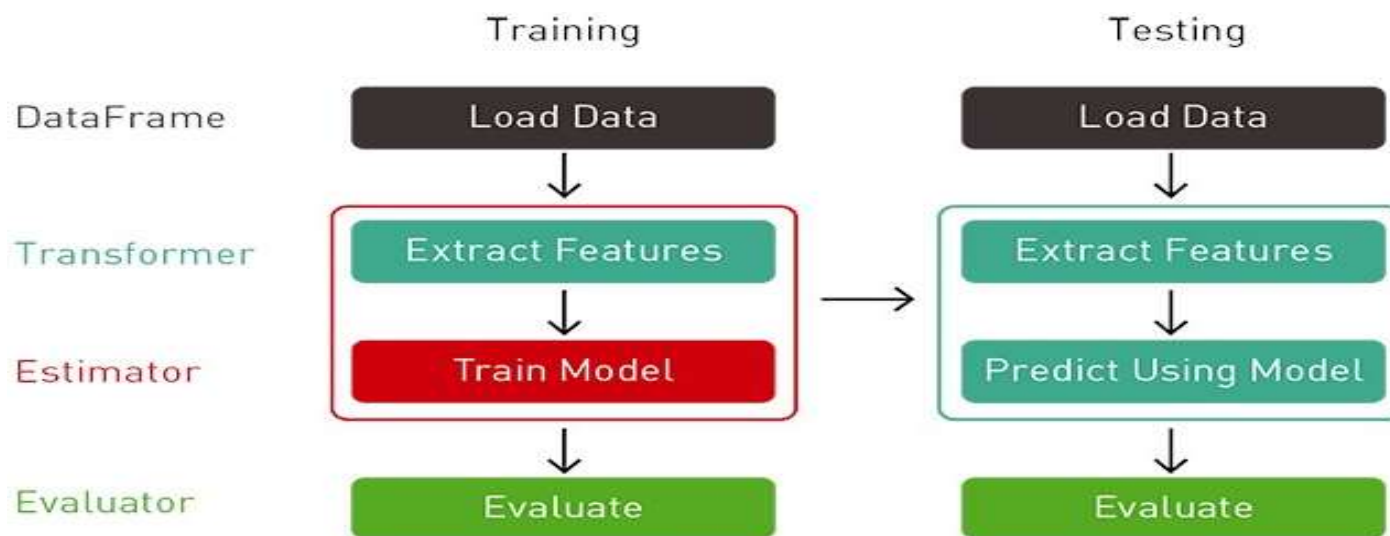 Training Testing
DataFrame Load Data Load Data
Transformer Extract Features Extract Features
Estimator Train Model Predict Using Model
Evaluator Evaluate Evaluate